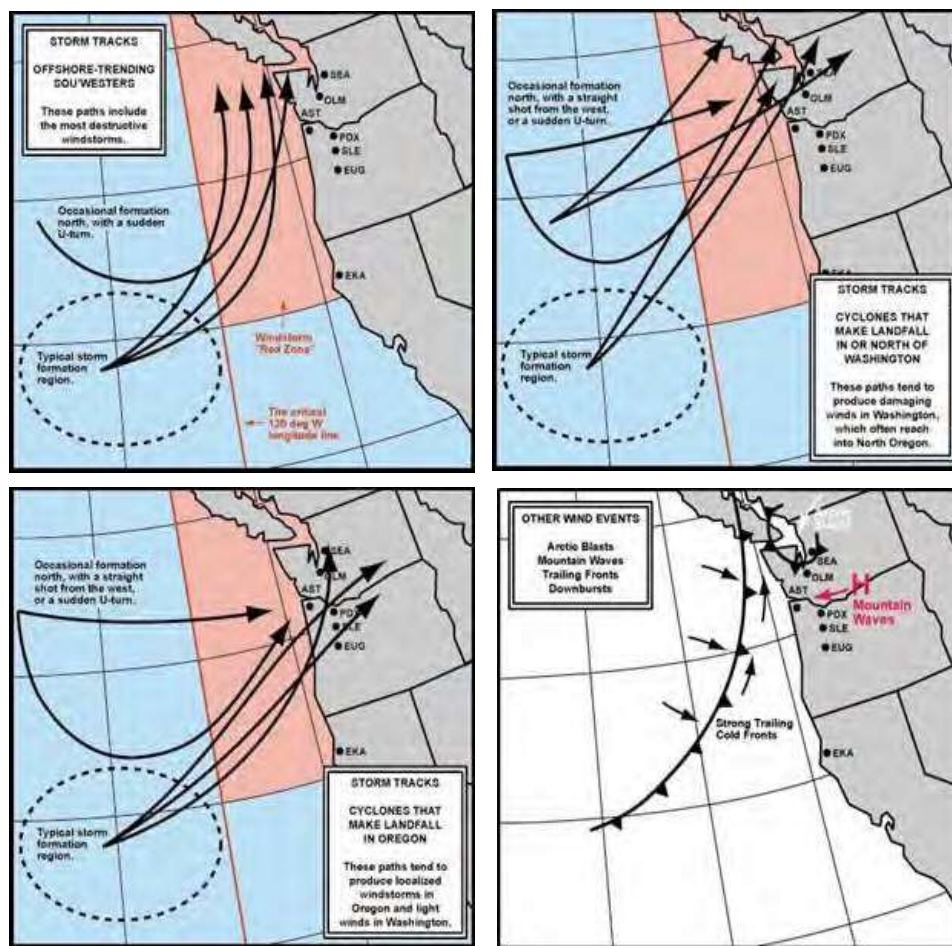 STORM TRACKS
OFFSHORE-TRENDING
SOU'WESTERS
These paths include
the most destructive
windstorms.
SEA
OLM
AST
PDX
SLE
EUG
Occasional formation
north, with a sudden
U-turn.
EKA
Windstorm
"Red Zone"
Typical storm
formation
region.
The critical
130 deg W
longitude line
Occasional formation
north, with a straight
shot from the west,
or a sudden U-turn.
OLM
AST
PDX
SLE
EUG
EKA
STORM TRACKS
CYCLONES THAT
MAKE LANDFALL
IN OR NORTH OF
WASHINGTON
These paths tend to
produce damaging
winds in Washington,
which often reach
into North Oregon.
Typical storm
formation
region.
Occasional formation
north, with a straight
shot from the west,
or a sudden U-turn.
SEA
OLM
AST
PDX
SLE
EUG
EKA
Typical storm
formation
region.
STORM TRACKS
CYCLONES THAT
MAKE LANDFALL
IN OREGON
These paths tend to
produce localized
windstorms in
Oregon and light
winds in Washington.
OTHER WIND EVENTS
Arctic Blasts
Mountain Waves
Trailing Fronts
Downbursts
SEA
OLM
AST
H
Mountain
Waves
PDX
SLE
EUG
Strong Trailing
Cold Fronts
EKA